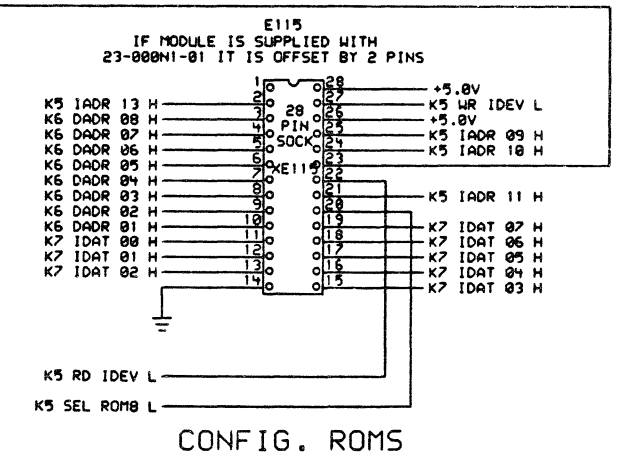 E115
IF MODULE IS SUPPLIED WITH
23-000N1-01 IT IS OFFSET BY 2 PINS
1 28 +5.0V
K5 IADR 13 H 2 27 K5 WR IDEV L
K6 DADR 08 H 3 26 +5.0V
K6 DADR 07 H 4 25 K5 IADR 09 H
K6 DADR 06 H 5 24 K5 IADR 10 H
K6 DADR 05 H 6 23
K6 DADR 04 H 7 22
K6 DADR 03 H 8 21 K5 IADR 11 H
K6 DADR 02 H 9 20
K6 DADR 01 H 10 19 K7 IDAT 07 H
K7 IDAT 00 H 11 18 K7 IDAT 06 H
K7 IDAT 01 H 12 17 K7 IDAT 05 H
K7 IDAT 02 H 13 16 K7 IDAT 04 H
14 15 K7 IDAT 03 H
28
PIN
SOCK
XE115
K5 RD IDEV L
K5 SEL ROM8 L
CONFIG. ROMS